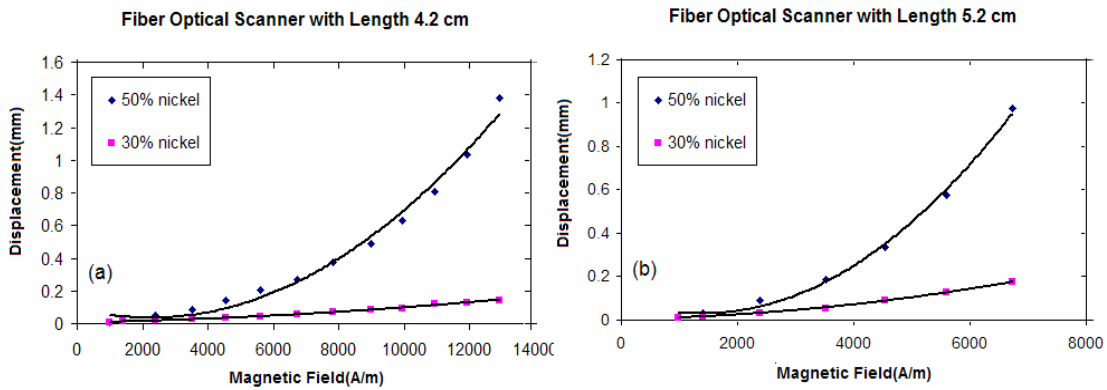 Fiber Optical Scanner with Length 4.2 cm
1.6
1.4
1.2
1
0.8
0.6
0.4
0.2
0
Displacement(mm)
50% nickel
30% nickel
(a)
0 2000 4000 6000 8000 10000 12000 1400
Magnetic Field(A/m)
Fiber Optical Scanner with Length 5.2 cm
1.2
1
0.8
0.6
0.4
0.2
0
Displacement(mm)
50% nickel
30% nickel
(b)
0 2000 4000 6000 8000
Magnetic Field(A/m)